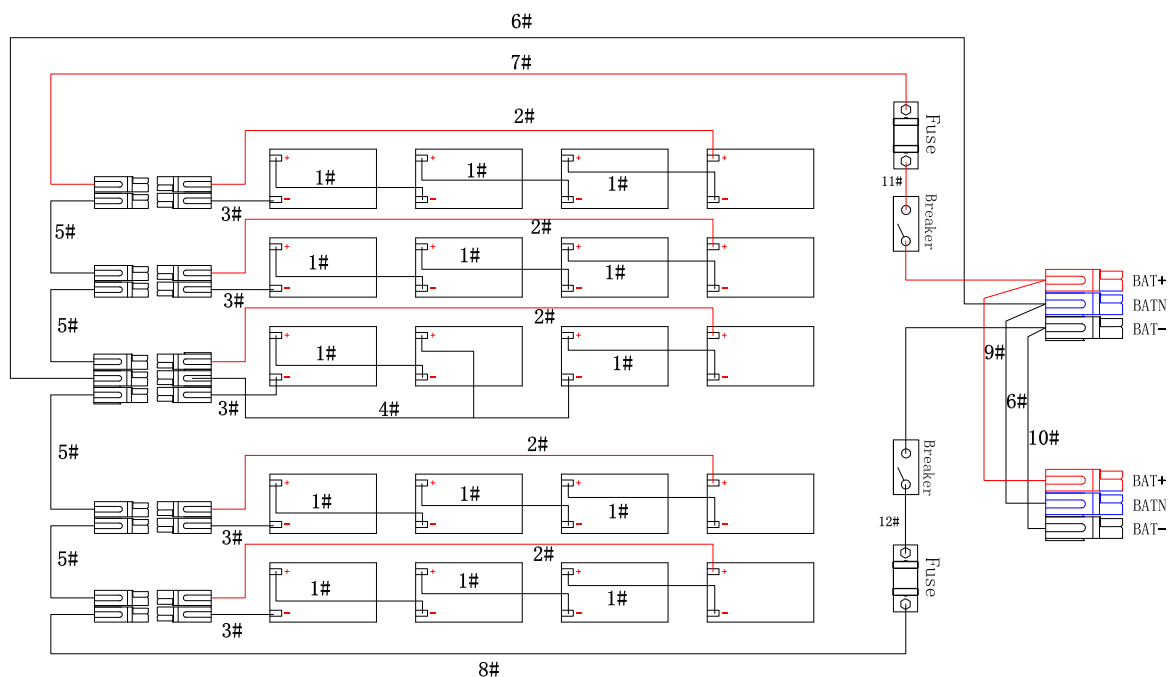 6#
7#
2#
Fuse
+ + + +
1# 1# 1#
11#
- - - -
3#
Breaker
2#
5#
+ + + +
1# 1# 1#
BAT+
- - - -
3#
BATN
2#
5#
BAT-
+ + + +
9#
1# 1#
- - - -
3# 4#
6#
10#
5#
2#
Breaker
+ + + +
BAT+
1# 1# 1#
BATN
- - - -
12#
BAT-
3#
2#
5#
+ + + +
Fuse
1# 1# 1#
- - - -
3#
8#